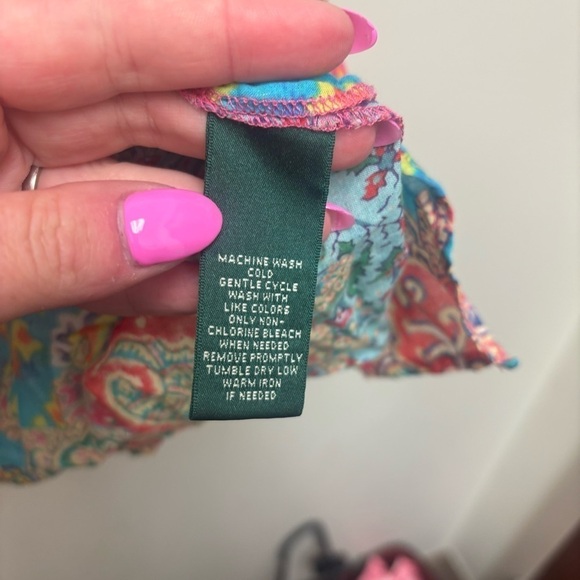 MACHINE WASH
COLD
GENTLE CYCLE
WASH WITH
LIKE COLORS
ONLY NON-
CHLORINE BLEACH
WHEN NEEDED
REMOVE PROMPTLY
TUMBLE DRY LOW
WARM IRON
IF NEEDED